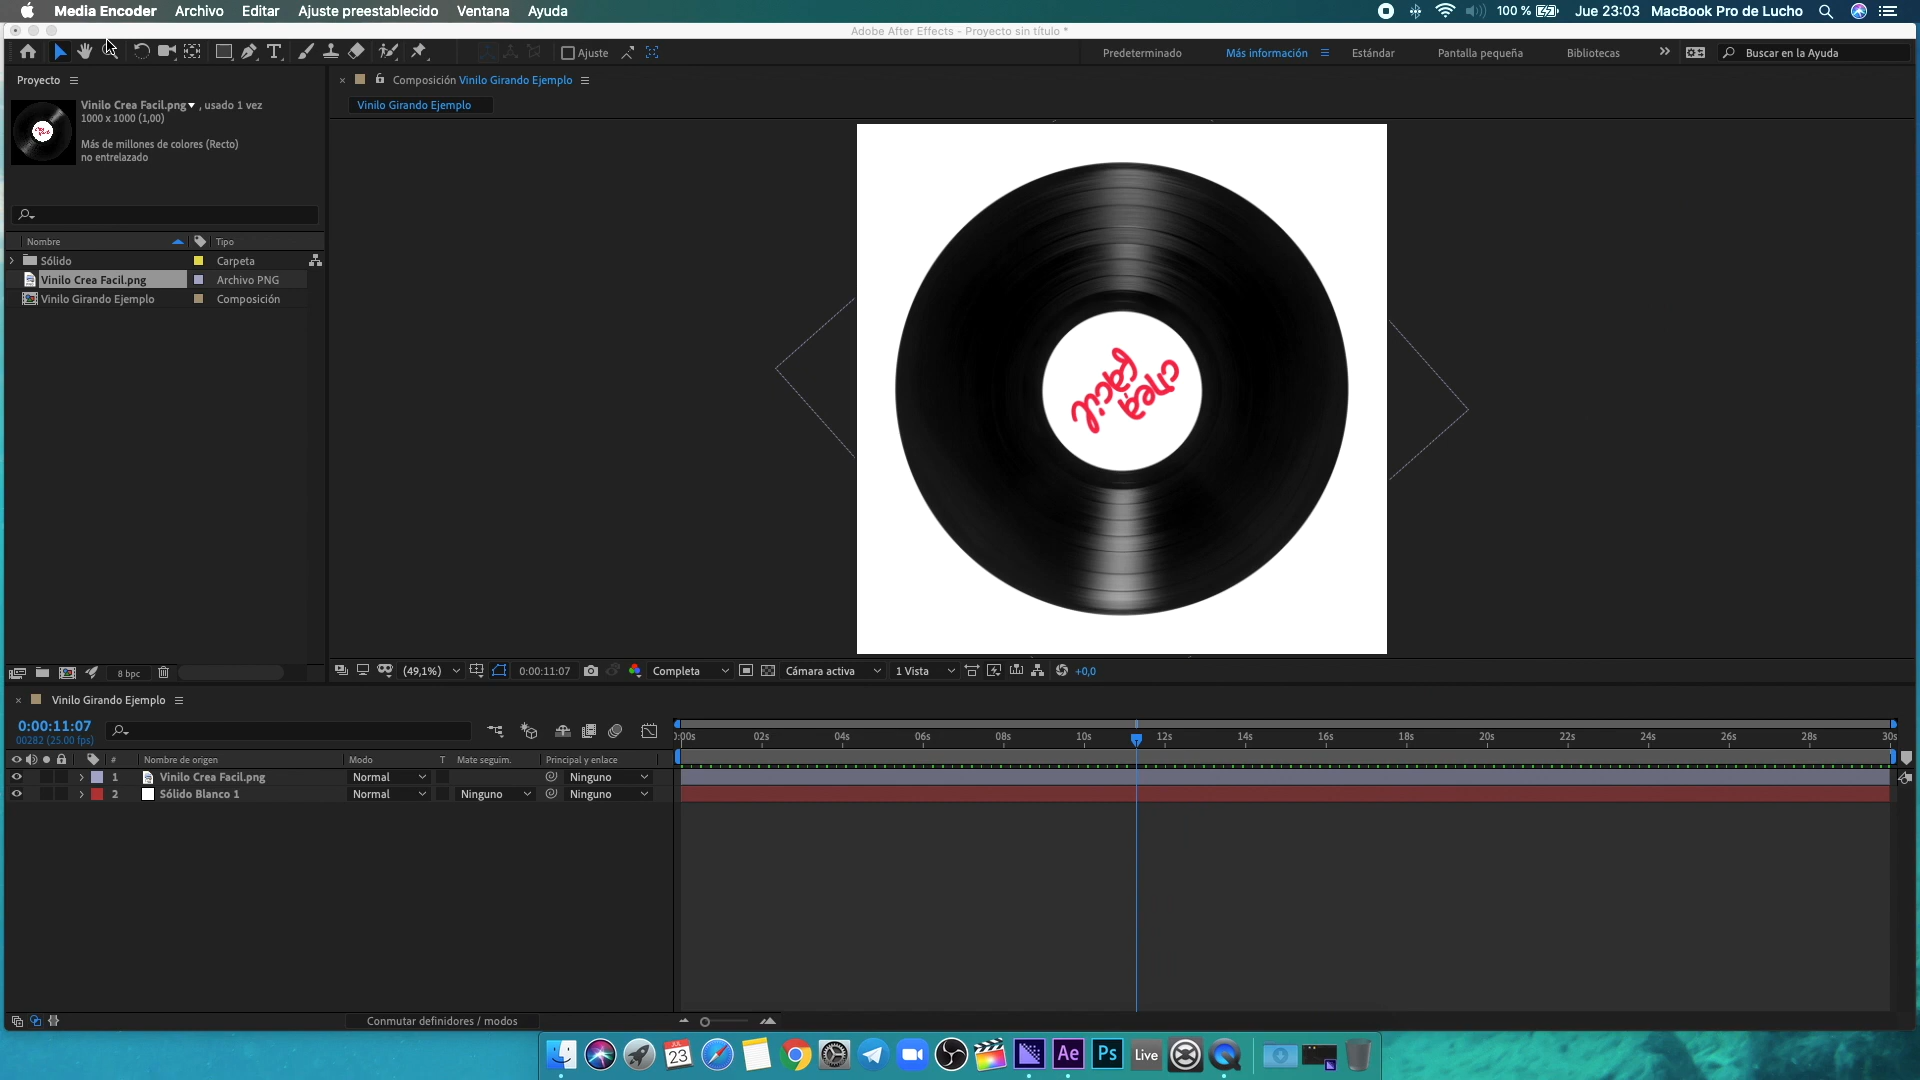 Media Encoder Archivo Editar Ajuste preestablecido Ventana Ayuda 100 % Jue 23:03 MacBook Pro de Lucho
Adobe After Effects - Proyecto sin título *
Ajuste Predeterminado Más información Estándar Pantalla pequeña Bibliotecas Buscar en la Ayuda
Proyecto
Composición Vinilo Girando Ejemplo
Vinilo Girando Ejemplo
Vinilo Crea Facil.png , usado 1 vez
1000 x 1000 (1,00)
Más de millones de colores (Recto)
no entrelazado
Nombre Tipo
Sólido Carpeta
Vinilo Crea Facil.png Archivo PNG
Vinilo Girando Ejemplo Composición
crea
facil
8 bpc
(49,1%) 0:00:11:07 Completa Cámara activa 1 Vista +0,0
Vinilo Girando Ejemplo
0:00:11:07
00282 (25.00 fps)
):00s 02s 04s 06s 08s 10s 12s 14s 16s 18s 20s 22s 24s 26s 28s 30s
# Nombre de origen Modo T Mate seguim. Principal y enlace
1 Vinilo Crea Facil.png Normal Ninguno
2 Sólido Blanco 1 Normal Ninguno Ninguno
Conmutar definidores / modos
JUL
23
Ae
Ps
Live